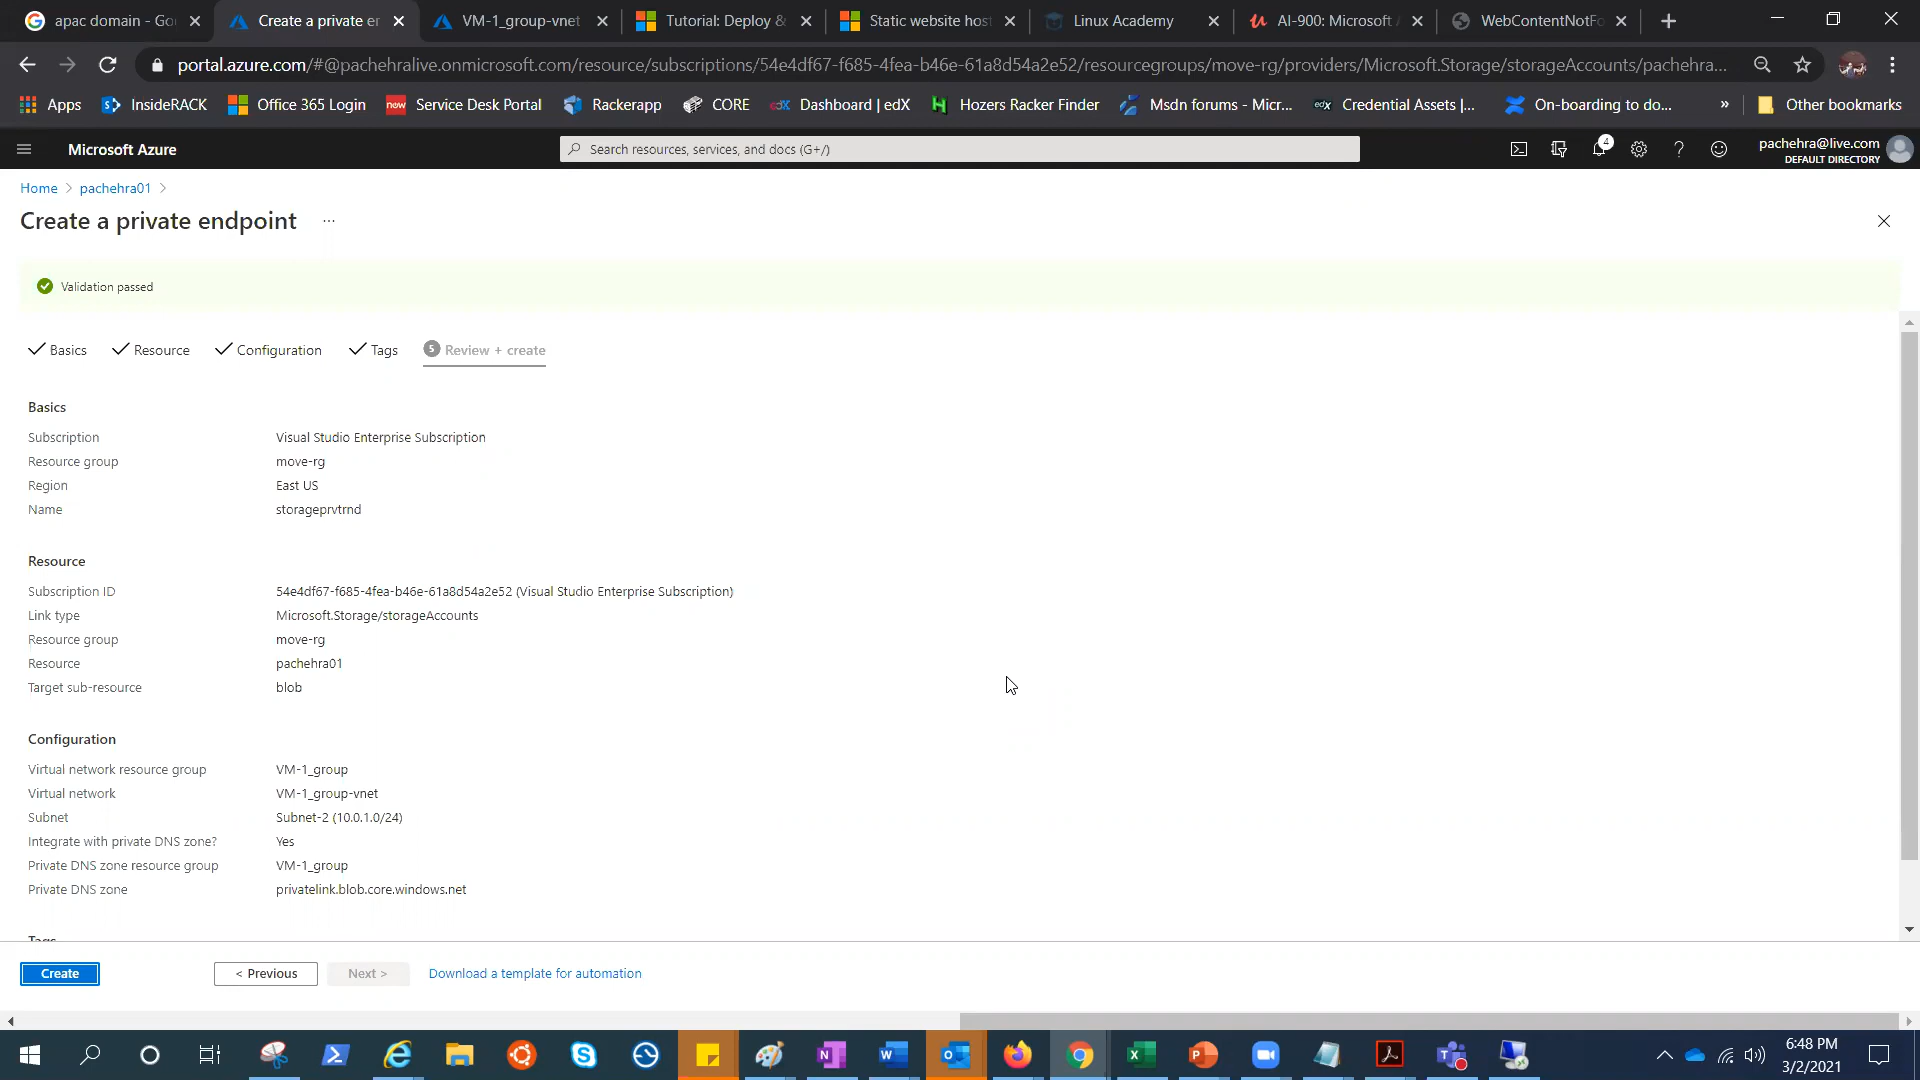 apac domain - Go
Create a private er
VM-1_group-vnet
Tutorial: Deploy &
Static website host
Linux Academy
AI-900: Microsoft
WebContentNotFo
portal.azure.com/#@pachehralive.onmicrosoft.com/resource/subscriptions/54e4df67-f685-4fea-b46e-61a8d54a2e52/resourcegroups/move-rg/providers/Microsoft.Storage/storageAccounts/pachehra...
Apps InsideRACK Office 365 Login now Service Desk Portal Rackerapp CORE Dashboard | edX Hozers Racker Finder Msdn forums - Micr... edX Credential Assets |... On-boarding to do... » Other bookmarks
Microsoft Azure
Search resources, services, and docs (G+/)
4
pachehra@live.com
DEFAULT DIRECTORY
Home > pachehra01 >
Create a private endpoint ...
Validation passed
Basics Resource Configuration Tags 5 Review + create
Basics
Subscription Visual Studio Enterprise Subscription
Resource group move-rg
Region East US
Name storageprvtrnd
Resource
Subscription ID 54e4df67-f685-4fea-b46e-61a8d54a2e52 (Visual Studio Enterprise Subscription)
Link type Microsoft.Storage/storageAccounts
Resource group move-rg
Resource pachehra01
Target sub-resource blob
Configuration
Virtual network resource group VM-1_group
Virtual network VM-1_group-vnet
Subnet Subnet-2 (10.0.1.0/24)
Integrate with private DNS zone? Yes
Private DNS zone resource group VM-1_group
Private DNS zone privatelink.blob.core.windows.net
Tags
Create < Previous Next > Download a template for automation
6:48 PM
3/2/2021